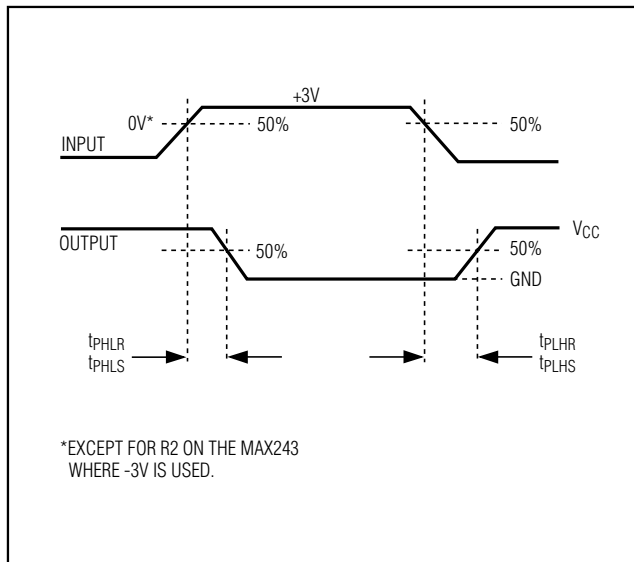 +3V
0V*
50%
50%
INPUT
VCC
OUTPUT
50%
50%
GND
tPHLR
tPHLS
tPLHR
tPLHS
*EXCEPT FOR R2 ON THE MAX243
WHERE -3V IS USED.